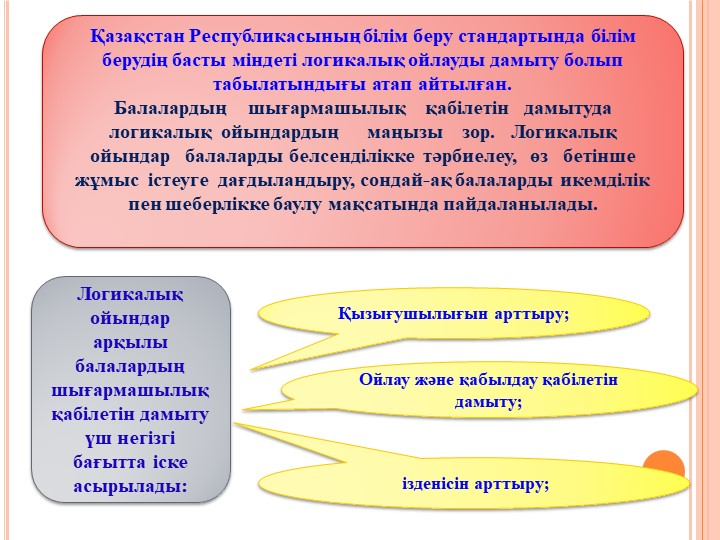 Қазақстан Республикасының білім беру стандартында білім
берудің басты міндеті логикалық ойлауды дамыту болып
табылатындығы атап айтылған.
Балалардың шығармашылық қабілетін дамытуда
логикалық ойындардың маңызы зор. Логикалық
ойындар балаларды белсенділікке тәрбиелеу, өз бетінше
жұмыс істеуге дағдыландыру, сондай-ақ балаларды икемділік
пен шеберлікке баулу мақсатында пайдаланылады.
Логикалық
ойындар
арқылы
балалардың
шығармашылық
қабілетін дамыту
үш негізгі
бағытта іске
асырылады:
Қызығушылығын арттыру;
Ойлау және қабылдау қабілетін
дамыту;
ізденісін арттыру;